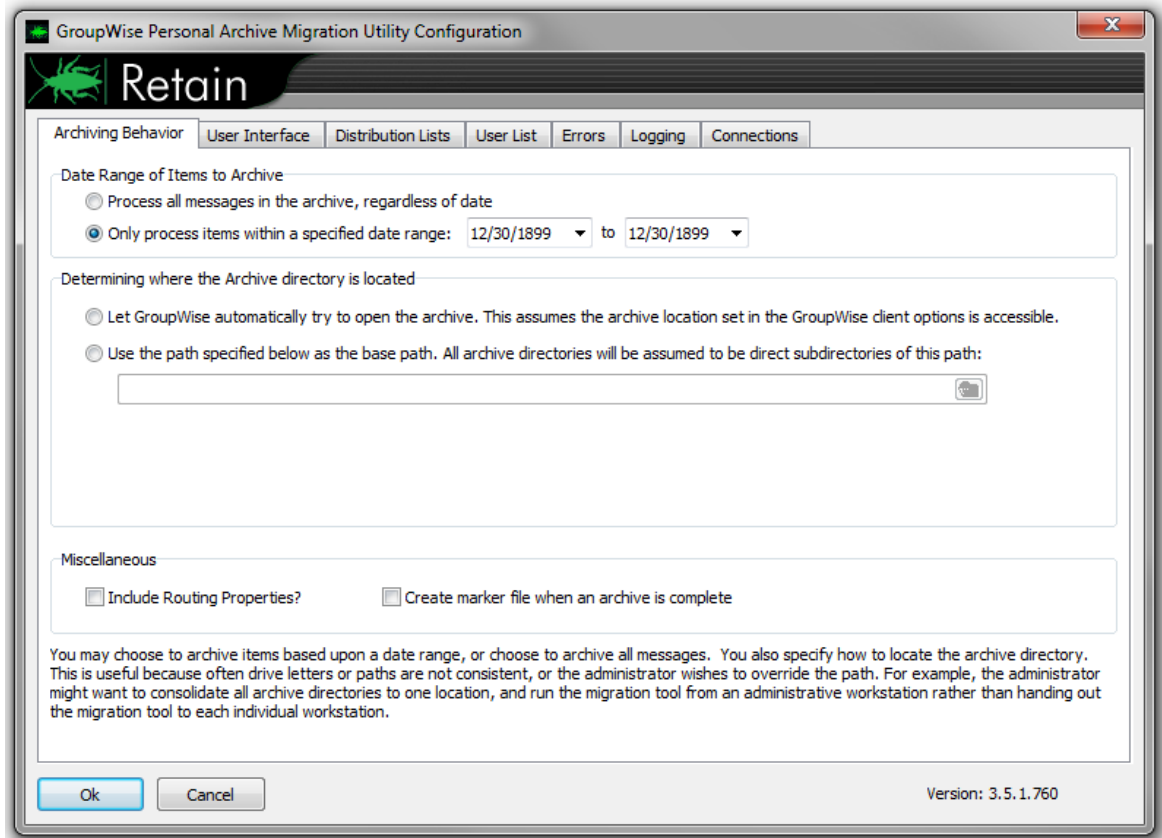 GroupWise Personal Archive Migration Utility Configuration
Retain
Archiving Behavior User Interface Distribution Lists User List Errors Logging Connections
Date Range of Items to Archive
Process all messages in the archive, regardless of date
Only process items within a specified date range: 12/30/1899 to 12/30/1899
Determining where the Archive directory is located
Let GroupWise automatically try to open the archive. This assumes the archive location set in the GroupWise client options is accessible.
Use the path specified below as the base path. All archive directories will be assumed to be direct subdirectories of this path:
Miscellaneous
Include Routing Properties? Create marker file when an archive is complete
You may choose to archive items based upon a date range, or choose to archive all messages. You also specify how to locate the archive directory.
This is useful because often drive letters or paths are not consistent, or the administrator wishes to override the path. For example, the administrator
might want to consolidate all archive directories to one location, and run the migration tool from an administrative workstation rather than handing out
the migration tool to each individual workstation.
Ok Cancel Version: 3.5.1.760